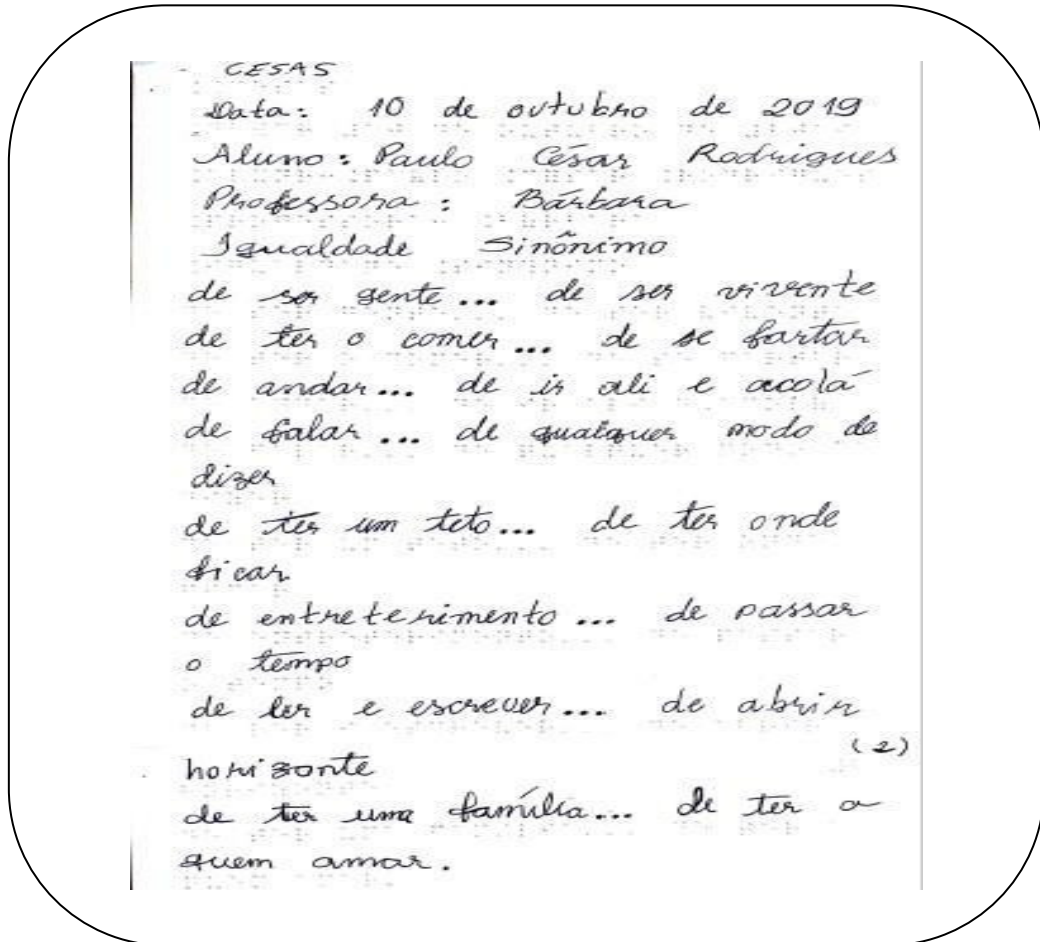 CESAS
Data: 10 de outubro de 2019
Aluno: Paulo César Rodrigues
Professora: Bárbara
Igualdade Sinônimo
de ser gente... de ser vivente
de ter o comer... de se fartar
de andar... de ir ali e acolá
de falar... de qualquer modo de
dizer
de ter um teto... de ter onde
ficar
de entreterimento... de passar
o tempo
de ler e escrever... de abrir
(2)
horizonte
de ter uma família... de ter a
quem amar.